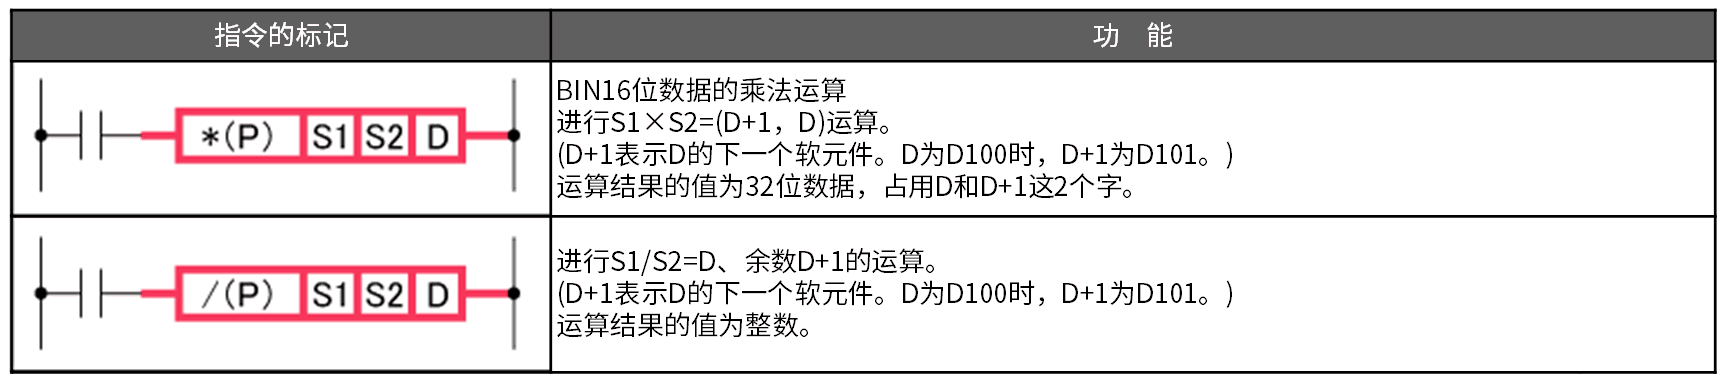 指令的标记
功 能
*(P) S1 S2 D
BIN16位数据的乘法运算
进行S1×S2=(D+1，D)运算。
(D+1表示D的下一个软元件。D为D100时，D+1为D101。)
运算结果的值为32位数据，占用D和D+1这2个字。
/(P) S1 S2 D
进行S1/S2=D、余数D+1的运算。
(D+1表示D的下一个软元件。D为D100时，D+1为D101。)
运算结果的值为整数。